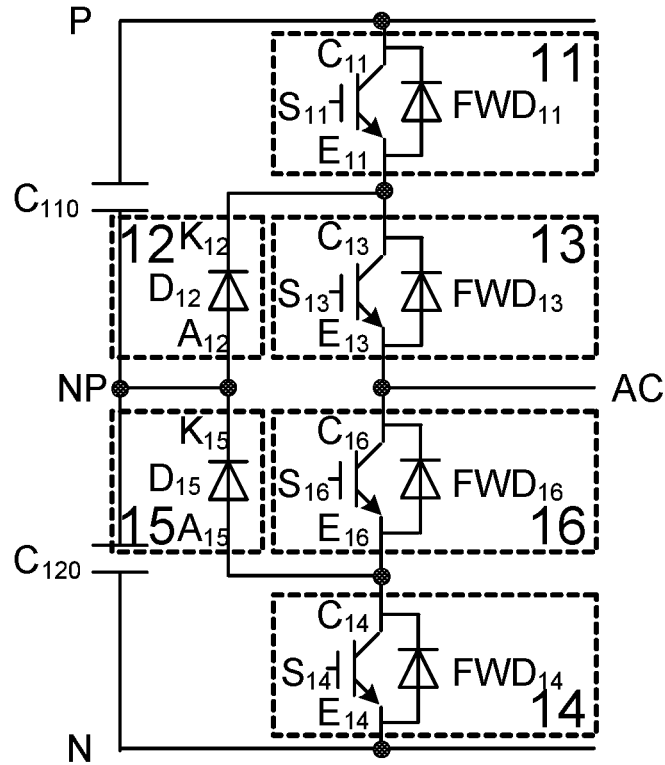 P
C11
11
S11
FWD11
E11
C110
12
K12
C13
13
D12
S13
FWD13
A12
E13
NP
AC
K15
C16
D15
S16
FWD16
15
A15
E16
16
C120
C14
S14
FWD14
E14
14
N